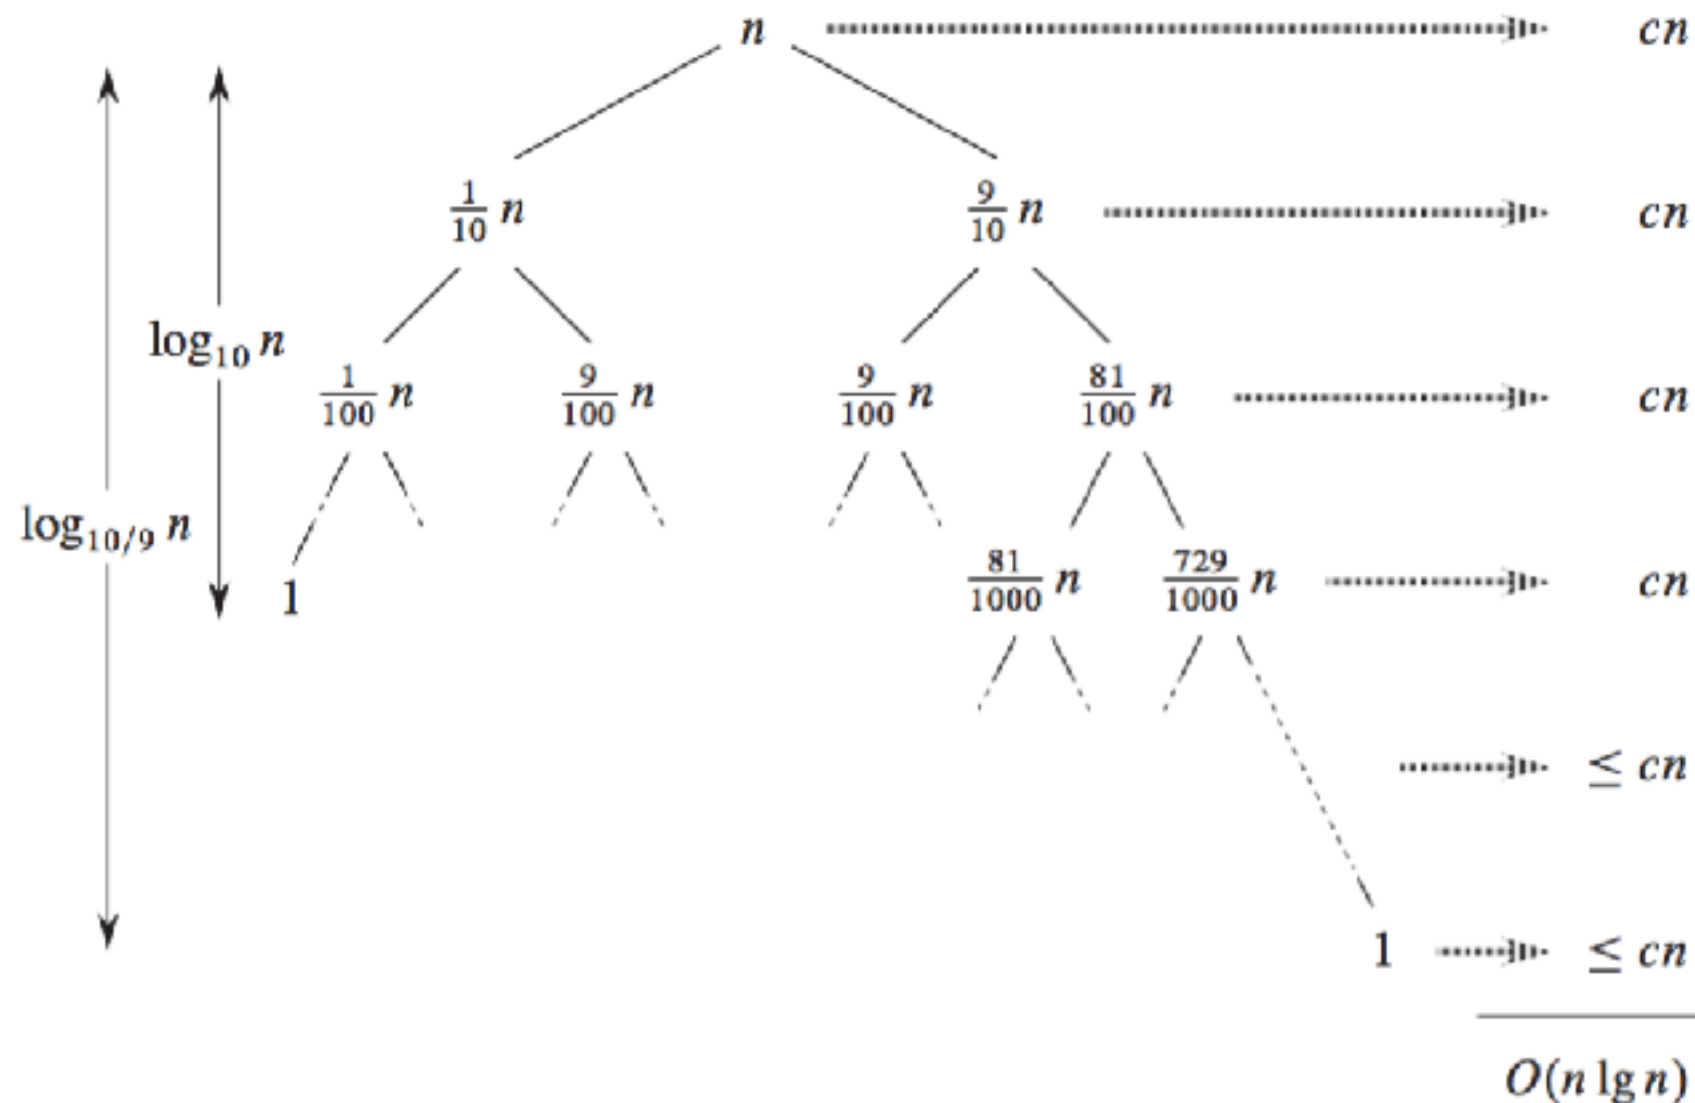 n cn
1/10 n 9/10 n cn
log₁₀ n
1/100 n 9/100 n 9/100 n 81/100 n cn
log₁₀/₉ n
1 81/1000 n 729/1000 n cn
≤ cn
1 ≤ cn
O(n lg n)